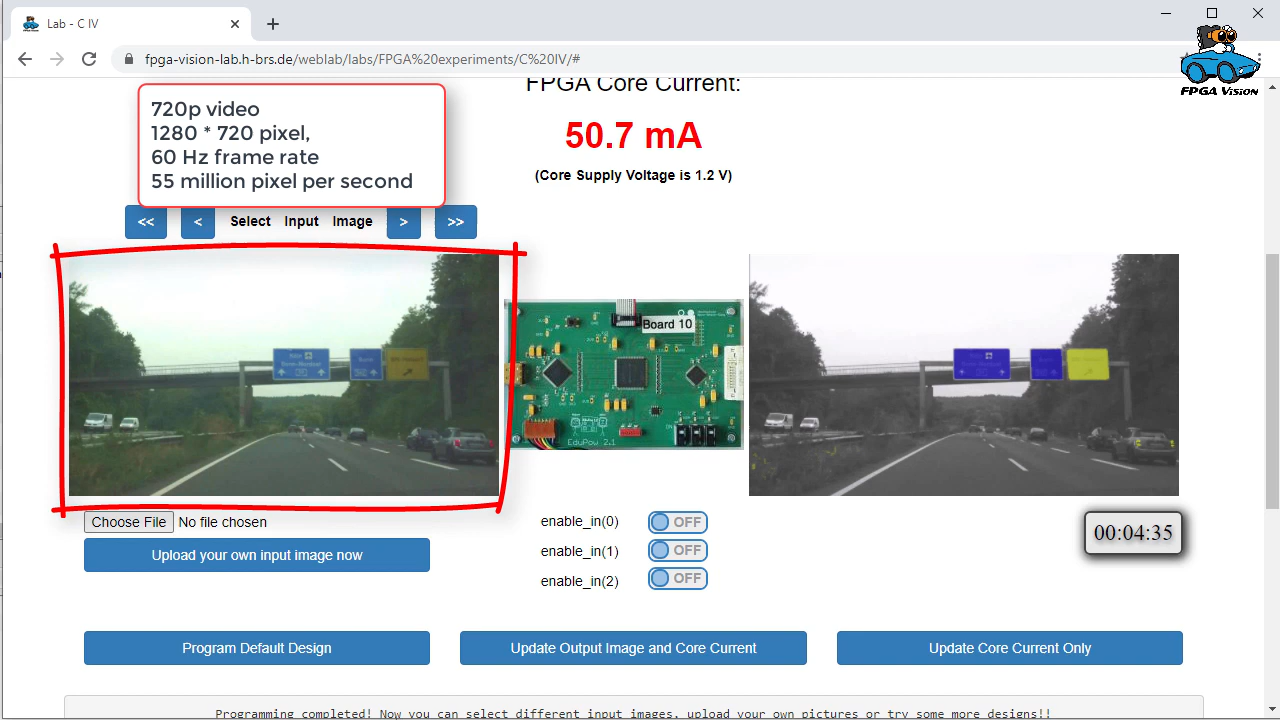 Lab - C IV
fpga-vision-lab.h-brs.de/weblab/labs/FPGA%20experiments/C%20IV/#
FPGA Vision
FPGA Core Current:
720p video
1280 * 720 pixel,
60 Hz frame rate
55 million pixel per second
50.7 mA
(Core Supply Voltage is 1.2 V)
<< < Select Input Image > >>
Board 10
EduPow 2.1
Choose File No file chosen
Upload your own input image now
enable_in(0) OFF
enable_in(1) OFF
enable_in(2) OFF
00:04:35
Program Default Design
Update Output Image and Core Current
Update Core Current Only
Programming completed! Now you can select different input images, upload your own pictures or try some more designs!!